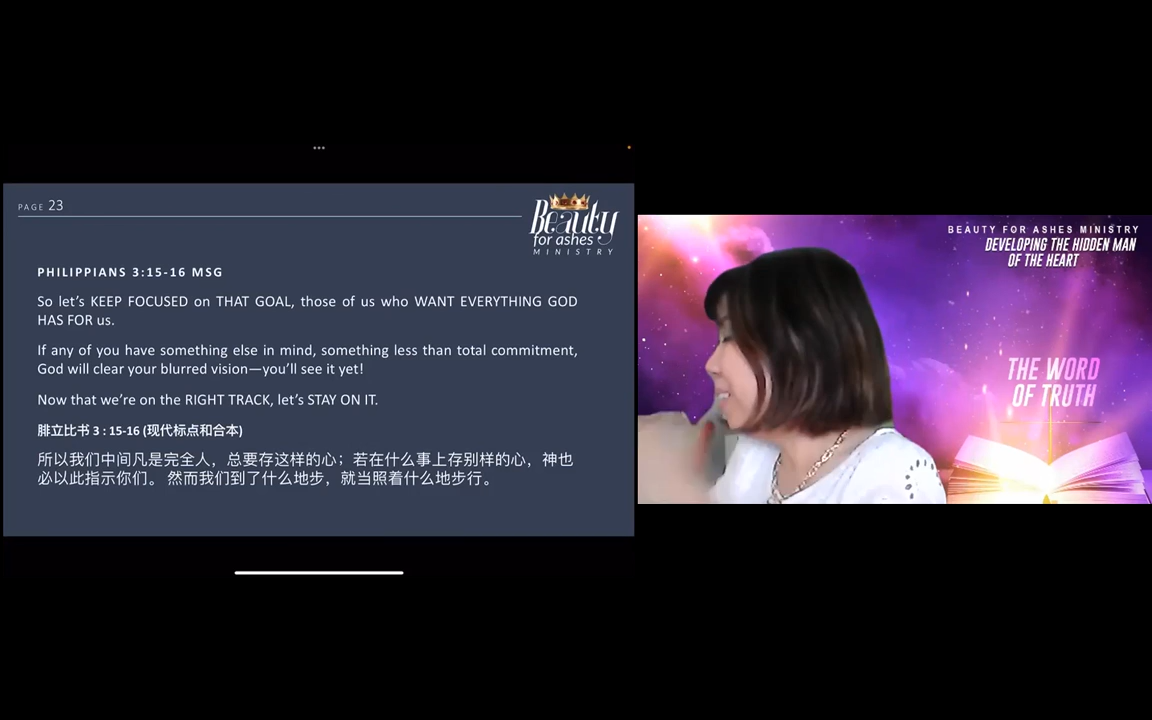 PAGE 23
Beauty
for ashes
MINISTRY
PHILIPPIANS 3:15-16 MSG
So let's KEEP FOCUSED on THAT GOAL, those of us who WANT EVERYTHING GOD
HAS FOR us.
If any of you have something else in mind, something less than total commitment,
God will clear your blurred vision—you'll see it yet!
Now that we're on the RIGHT TRACK, let's STAY ON IT.
腓立比书 3 : 15-16 (现代标点和合本)
所以我们中间凡是完全人，总要存这样的心；若在什么事上存别样的心，神也
必以此指示你们。 然而我们到了什么地步，就当照着什么地步行。
BEAUTY FOR ASHES MINISTRY
DEVELOPING THE HIDDEN MAN
OF THE HEART
THE WORD
OF TRUTH